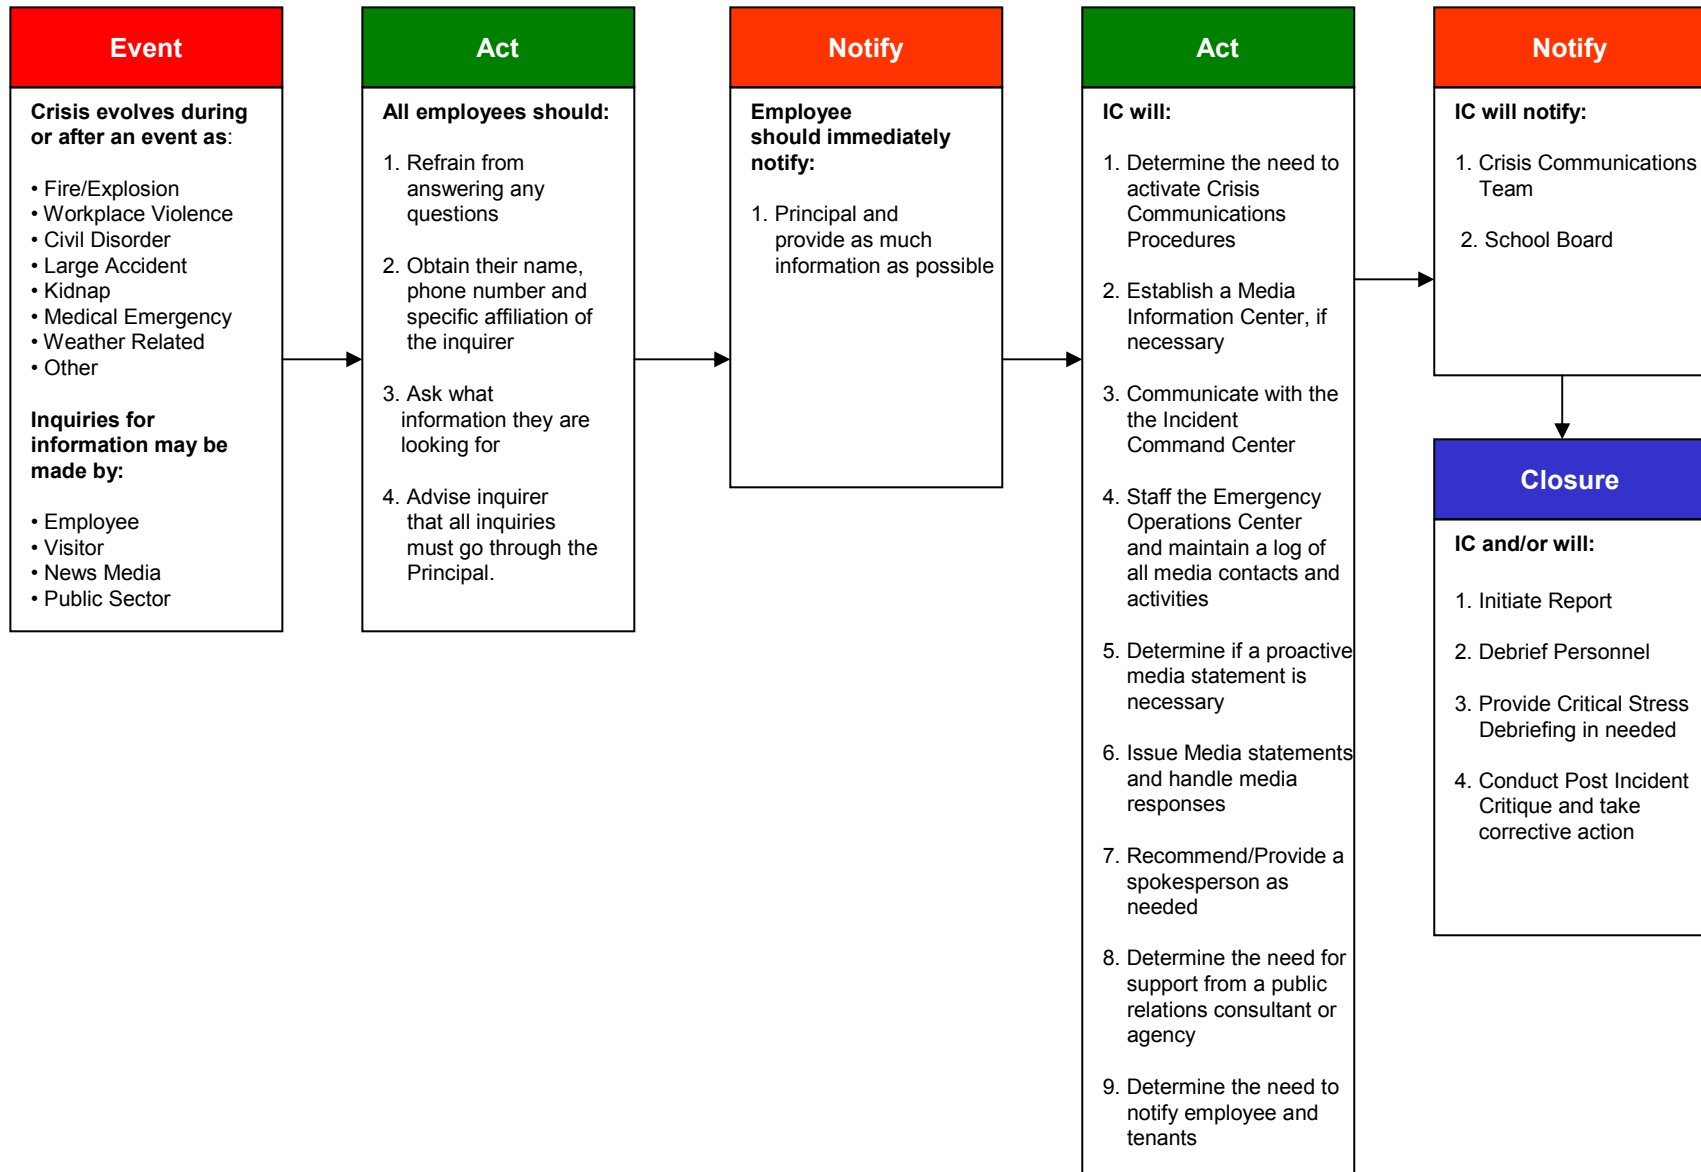 Event
Crisis evolves during
or after an event as:
• Fire/Explosion
• Workplace Violence
• Civil Disorder
• Large Accident
• Kidnap
• Medical Emergency
• Weather Related
• Other
Inquiries for
information may be
made by:
• Employee
• Visitor
• News Media
• Public Sector
Act
All employees should:
1. Refrain from
answering any
questions
2. Obtain their name,
phone number and
specific affiliation of
the inquirer
3. Ask what
information they are
looking for
4. Advise inquirer
that all inquiries
must go through the
Principal.
Notify
Employee
should immediately
notify:
1. Principal and
provide as much
information as possible
Act
IC will:
1. Determine the need to
activate Crisis
Communications
Procedures
2. Establish a Media
Information Center, if
necessary
3. Communicate with the
the Incident
Command Center
4. Staff the Emergency
Operations Center
and maintain a log of
all media contacts and
activities
5. Determine if a proactive
media statement is
necessary
6. Issue Media statements
and handle media
responses
7. Recommend/Provide a
spokesperson as
needed
8. Determine the need for
support from a public
relations consultant or
agency
9. Determine the need to
notify employee and
tenants
Notify
IC will notify:
1. Crisis Communications
Team
2. School Board
Closure
IC and/or will:
1. Initiate Report
2. Debrief Personnel
3. Provide Critical Stress
Debriefing in needed
4. Conduct Post Incident
Critique and take
corrective action